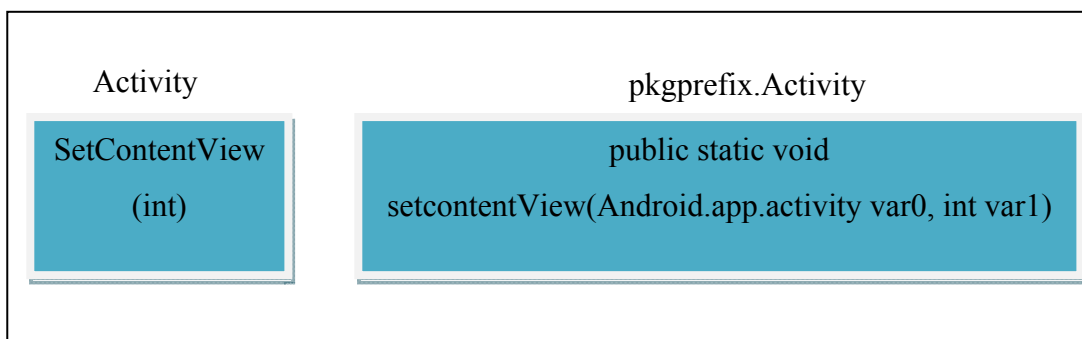 Activity
SetContentView
(int)
pkgprefix.Activity
public static void
setcontentView(Android.app.activity var0, int var1)